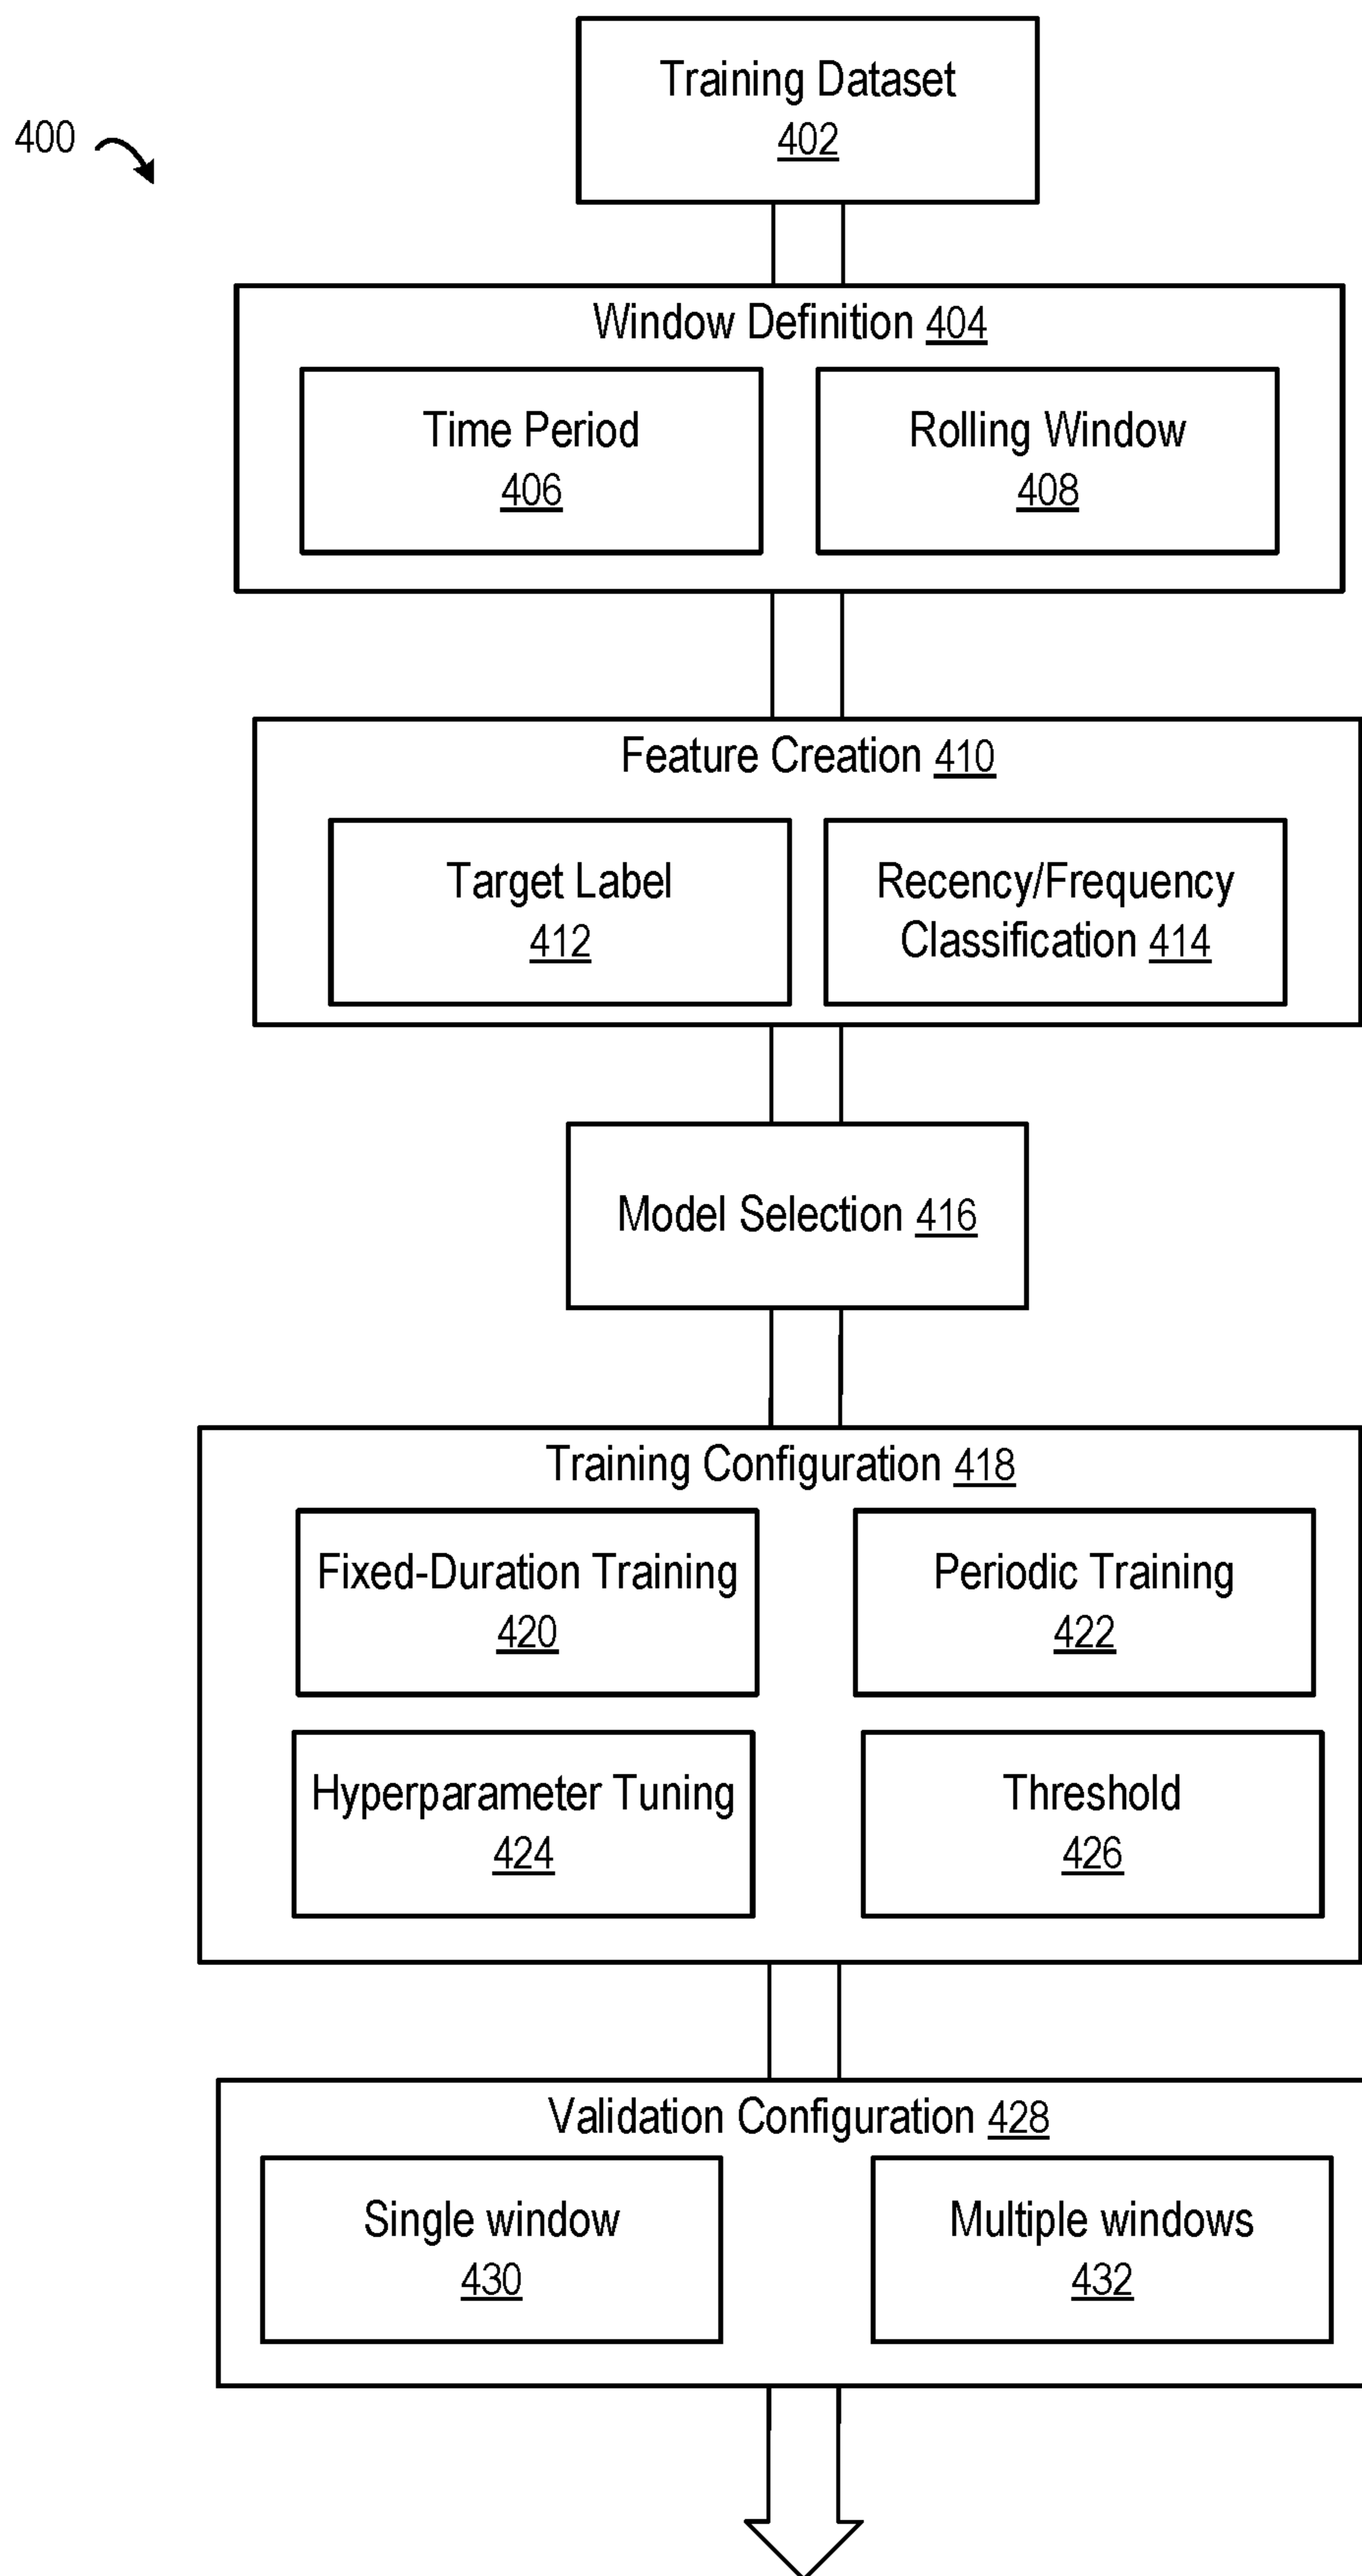 Training Dataset
402
400
Window Definition 404
Time Period
406
Rolling Window
408
Feature Creation 410
Target Label
412
Recency/Frequency
Classification 414
Model Selection 416
Training Configuration 418
Fixed-Duration Training
420
Periodic Training
422
Hyperparameter Tuning
424
Threshold
426
Validation Configuration 428
Single window
430
Multiple windows
432